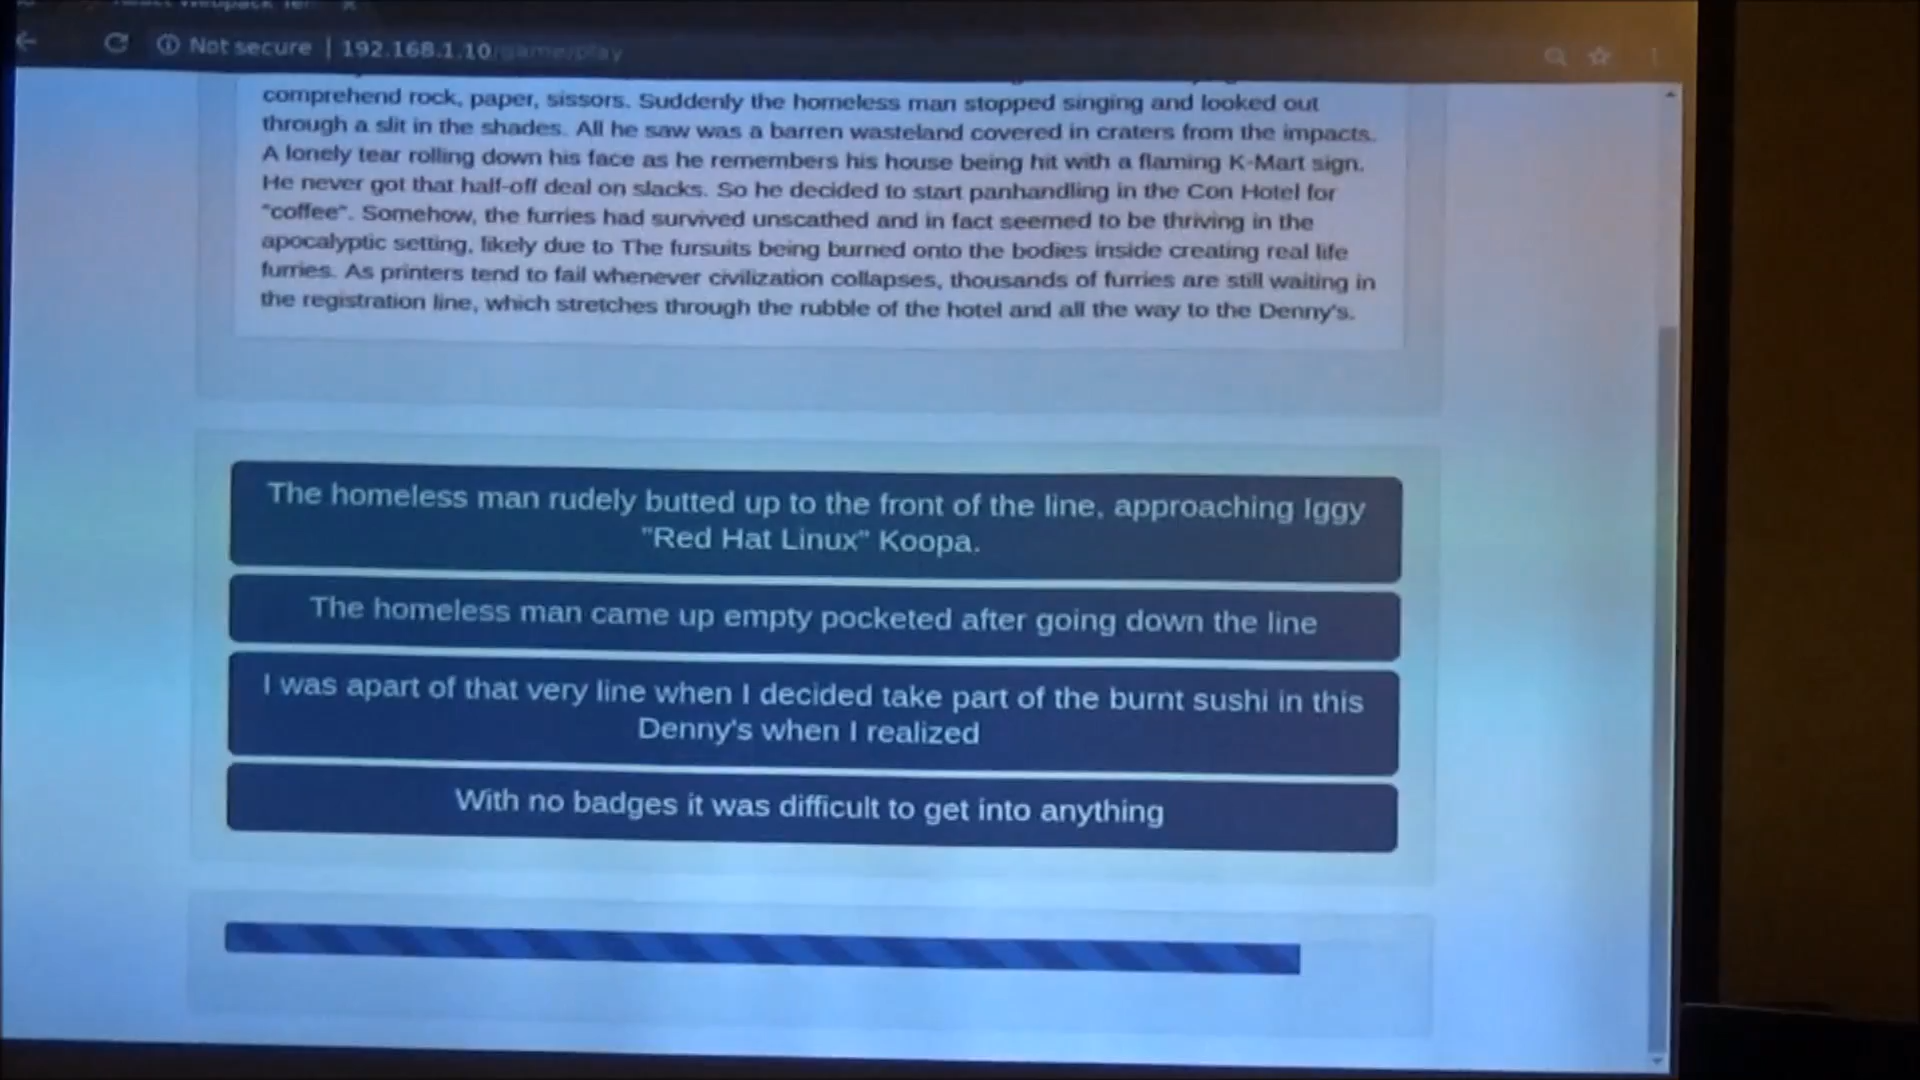 Not secure | 192.168.1.10/game/play
comprehend rock, paper, sissors. Suddenly the homeless man stopped singing and looked out
through a slit in the shades. All he saw was a barren wasteland covered in craters from the impacts.
A lonely tear rolling down his face as he remembers his house being hit with a flaming K-Mart sign.
He never got that half-off deal on slacks. So he decided to start panhandling in the Con Hotel for
"coffee". Somehow, the furries had survived unscathed and in fact seemed to be thriving in the
apocalyptic setting, likely due to The fursuits being burned onto the bodies inside creating real life
furries. As printers tend to fail whenever civilization collapses, thousands of furries are still waiting in
the registration line, which stretches through the rubble of the hotel and all the way to the Denny's.
The homeless man rudely butted up to the front of the line, approaching Iggy
"Red Hat Linux" Koopa.
The homeless man came up empty pocketed after going down the line
I was apart of that very line when I decided take part of the burnt sushi in this
Denny's when I realized
With no badges it was difficult to get into anything